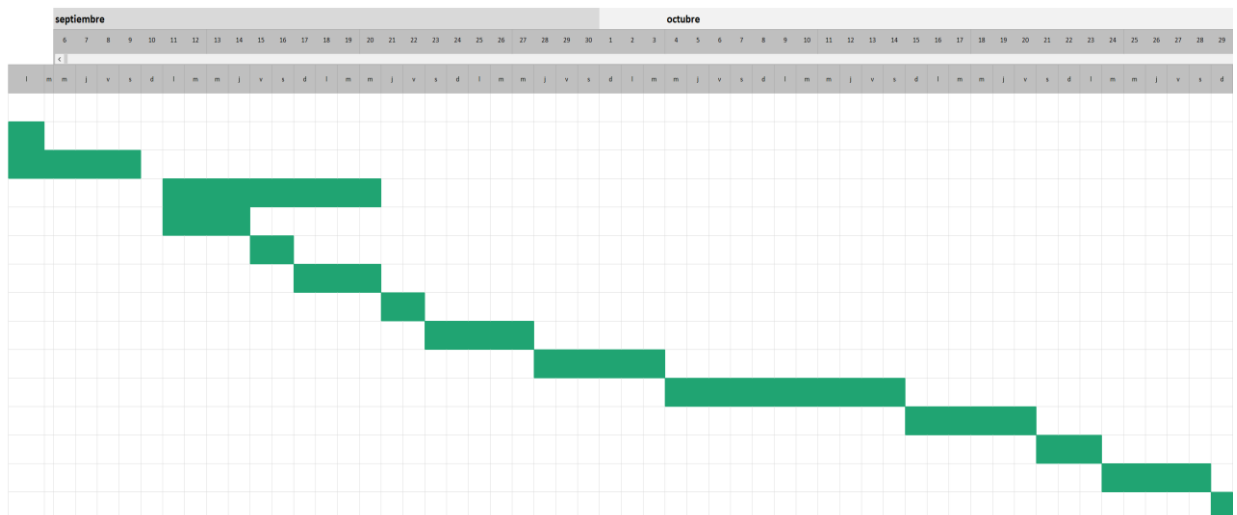 septiembre octubre
6 7 8 9 10 11 12 13 14 15 16 17 18 19 20 21 22 23 24 25 26 27 28 29 30 1 2 3 4 5 6 7 8 9 10 11 12 13 14 15 16 17 18 19 20 21 22 23 24 25 26 27 28 29
l m m j v s d l m m j v s d l m m j v s d l m m j v s d l m m j v s d l m m j v s d l m m j v s d l m m j v s d